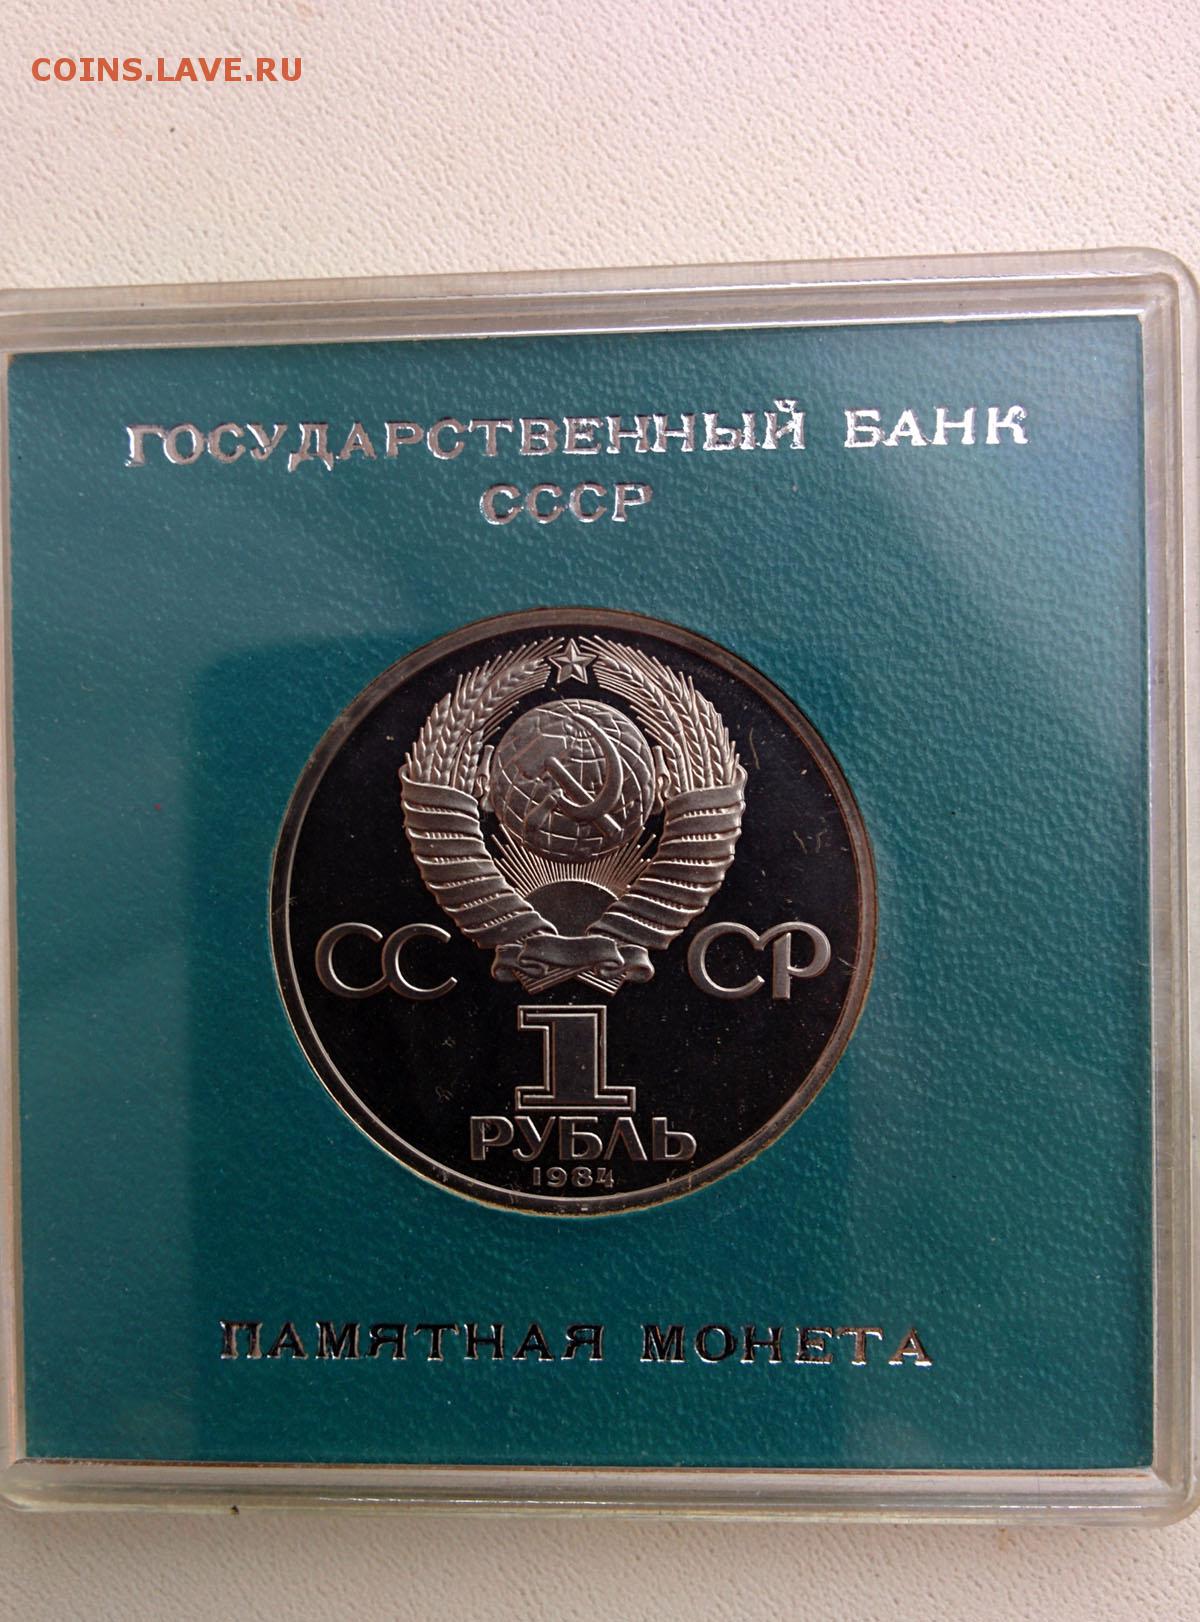 COINS.LAVE.RU
ГОСУДАРСТВЕННЫЙ БАНК
СССР
СС СР
1
РУБЛЬ
1984
ПАМЯТНАЯ МОНЕТА